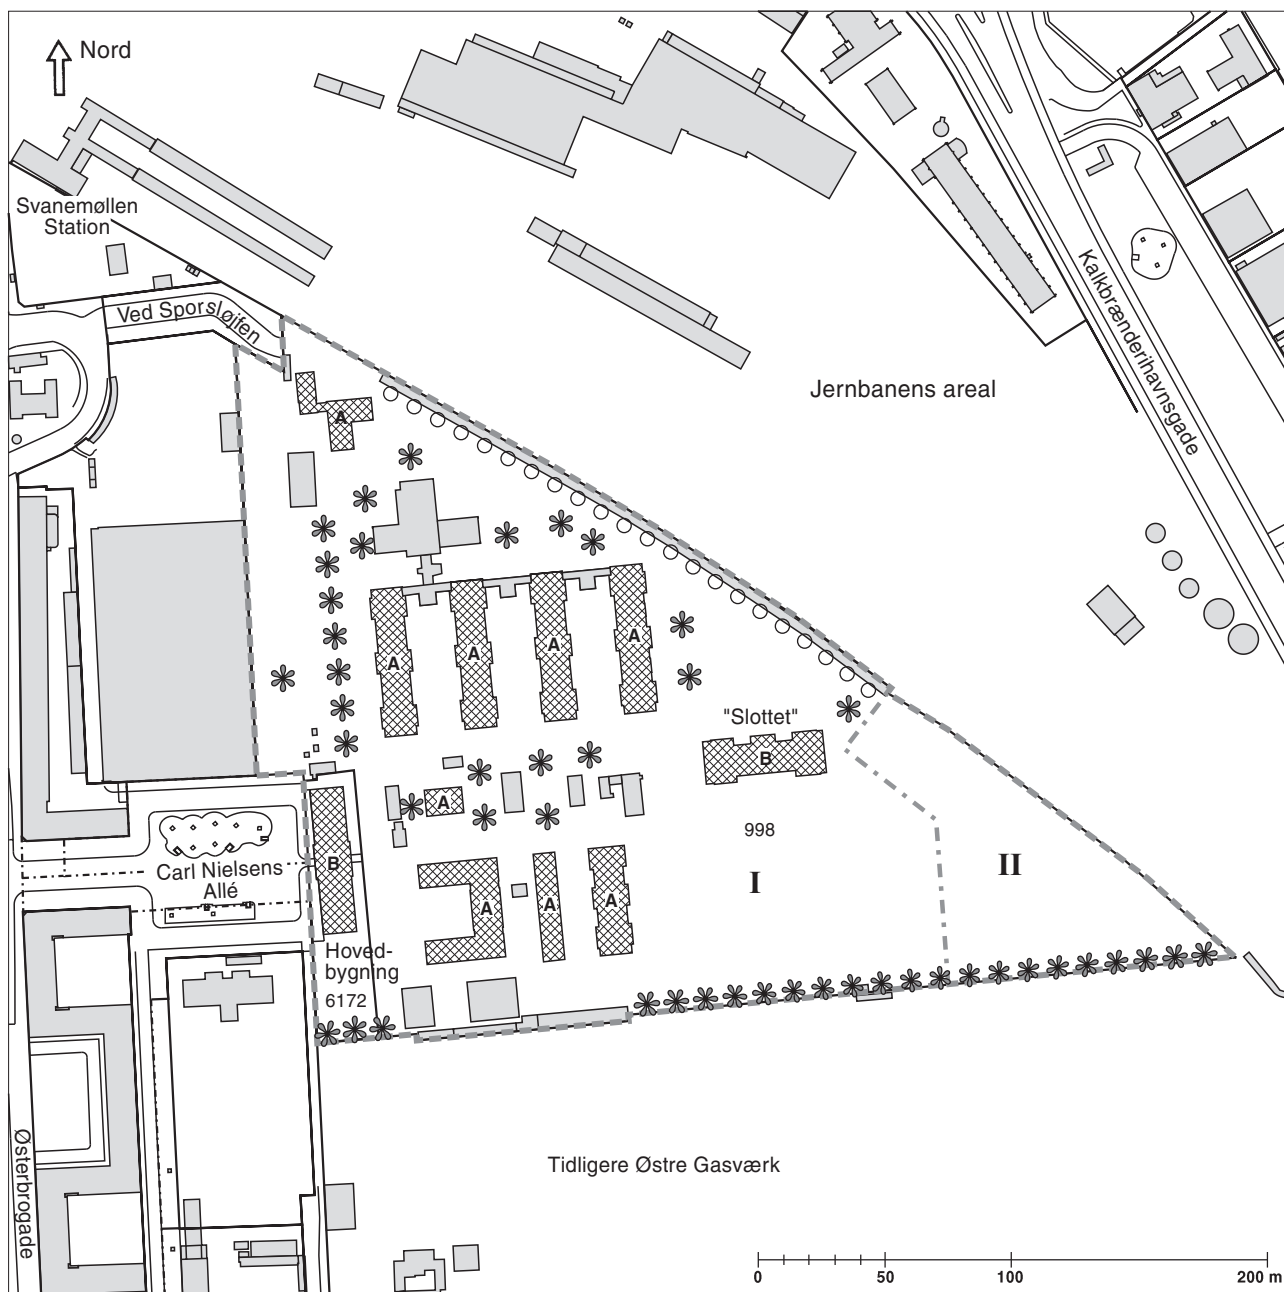 Nord
Svanemøllen
Station
Ved Sporsløjfen
Kalkbrænderihavnsgade
Jernbanens areal
A
A
A
A
A
"Slottet"
B
A
998
B
Carl Nielsens
Allé
I
II
A
A
A
Hoved-
bygning
6172
Østerbrogade
Tidligere Østre Gasværk
0 50 100 200 m